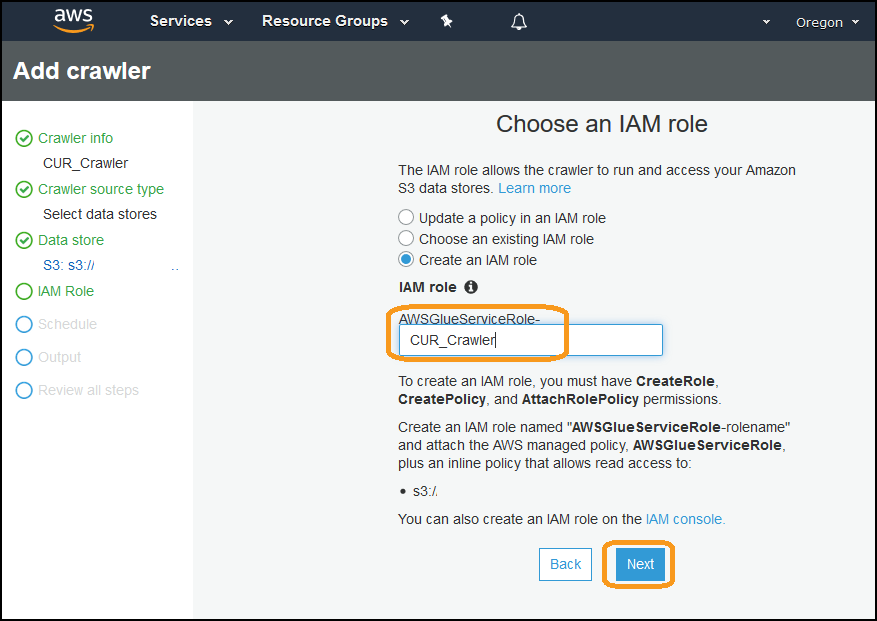 aws
Services
Resource Groups
Oregon
Add crawler
Crawler info
CUR_Crawler
Crawler source type
Select data stores
Data store
S3: s3:// ..
IAM Role
Schedule
Output
Review all steps
Choose an IAM role
The IAM role allows the crawler to run and access your Amazon
S3 data stores. Learn more
Update a policy in an IAM role
Choose an existing IAM role
Create an IAM role
IAM role
AWSGlueServiceRole-
CUR_Crawler
To create an IAM role, you must have CreateRole,
CreatePolicy, and AttachRolePolicy permissions.
Create an IAM role named "AWSGlueServiceRole-rolename"
and attach the AWS managed policy, AWSGlueServiceRole,
plus an inline policy that allows read access to:
• s3:/.
You can also create an IAM role on the IAM console.
Back
Next